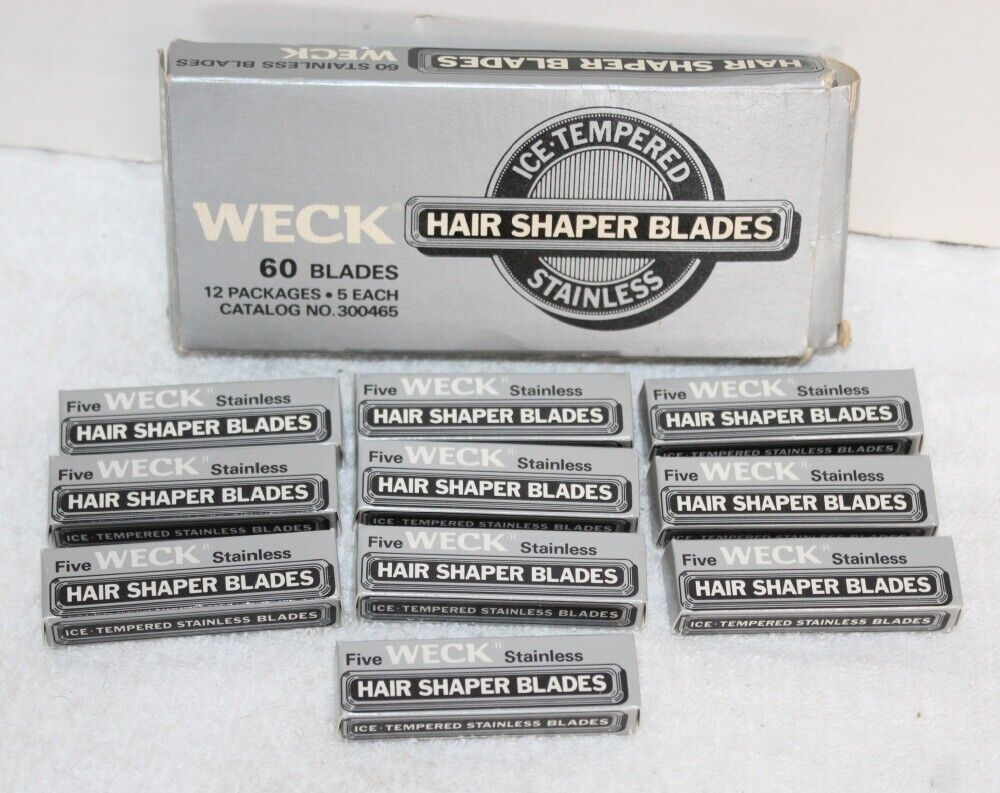 60 STAINLESS BLADES
WECK
HAIR SHAPER BLADES
ICE·TEMPERED
WECK
HAIR SHAPER BLADES
60 BLADES
12 PACKAGES • 5 EACH
CATALOG NO. 300465
STAINLESS
Five WECK® Stainless
HAIR SHAPER BLADES
Five WECK® Stainless
HAIR SHAPER BLADES
Five WECK® Stainless
HAIR SHAPER BLADES
ICE·TEMPERED STAINLESS BLADES
Five WECK® Stainless
HAIR SHAPER BLADES
ICE·TEMPERED STAINLESS BLADES
Five WECK® Stainless
HAIR SHAPER BLADES
ICE·TEMPERED STAINLESS BLADES
Five WECK® Stainless
HAIR SHAPER BLADES
ICE·TEMPERED STAINLESS BLADES
Five WECK® Stainless
HAIR SHAPER BLADES
ICE·TEMPERED STAINLESS BLADES
Five WECK® Stainless
HAIR SHAPER BLADES
ICE·TEMPERED STAINLESS BLADES
Five WECK® Stainless
HAIR SHAPER BLADES
ICE·TEMPERED STAINLESS BLADES
Five WECK® Stainless
HAIR SHAPER BLADES
ICE·TEMPERED STAINLESS BLADES